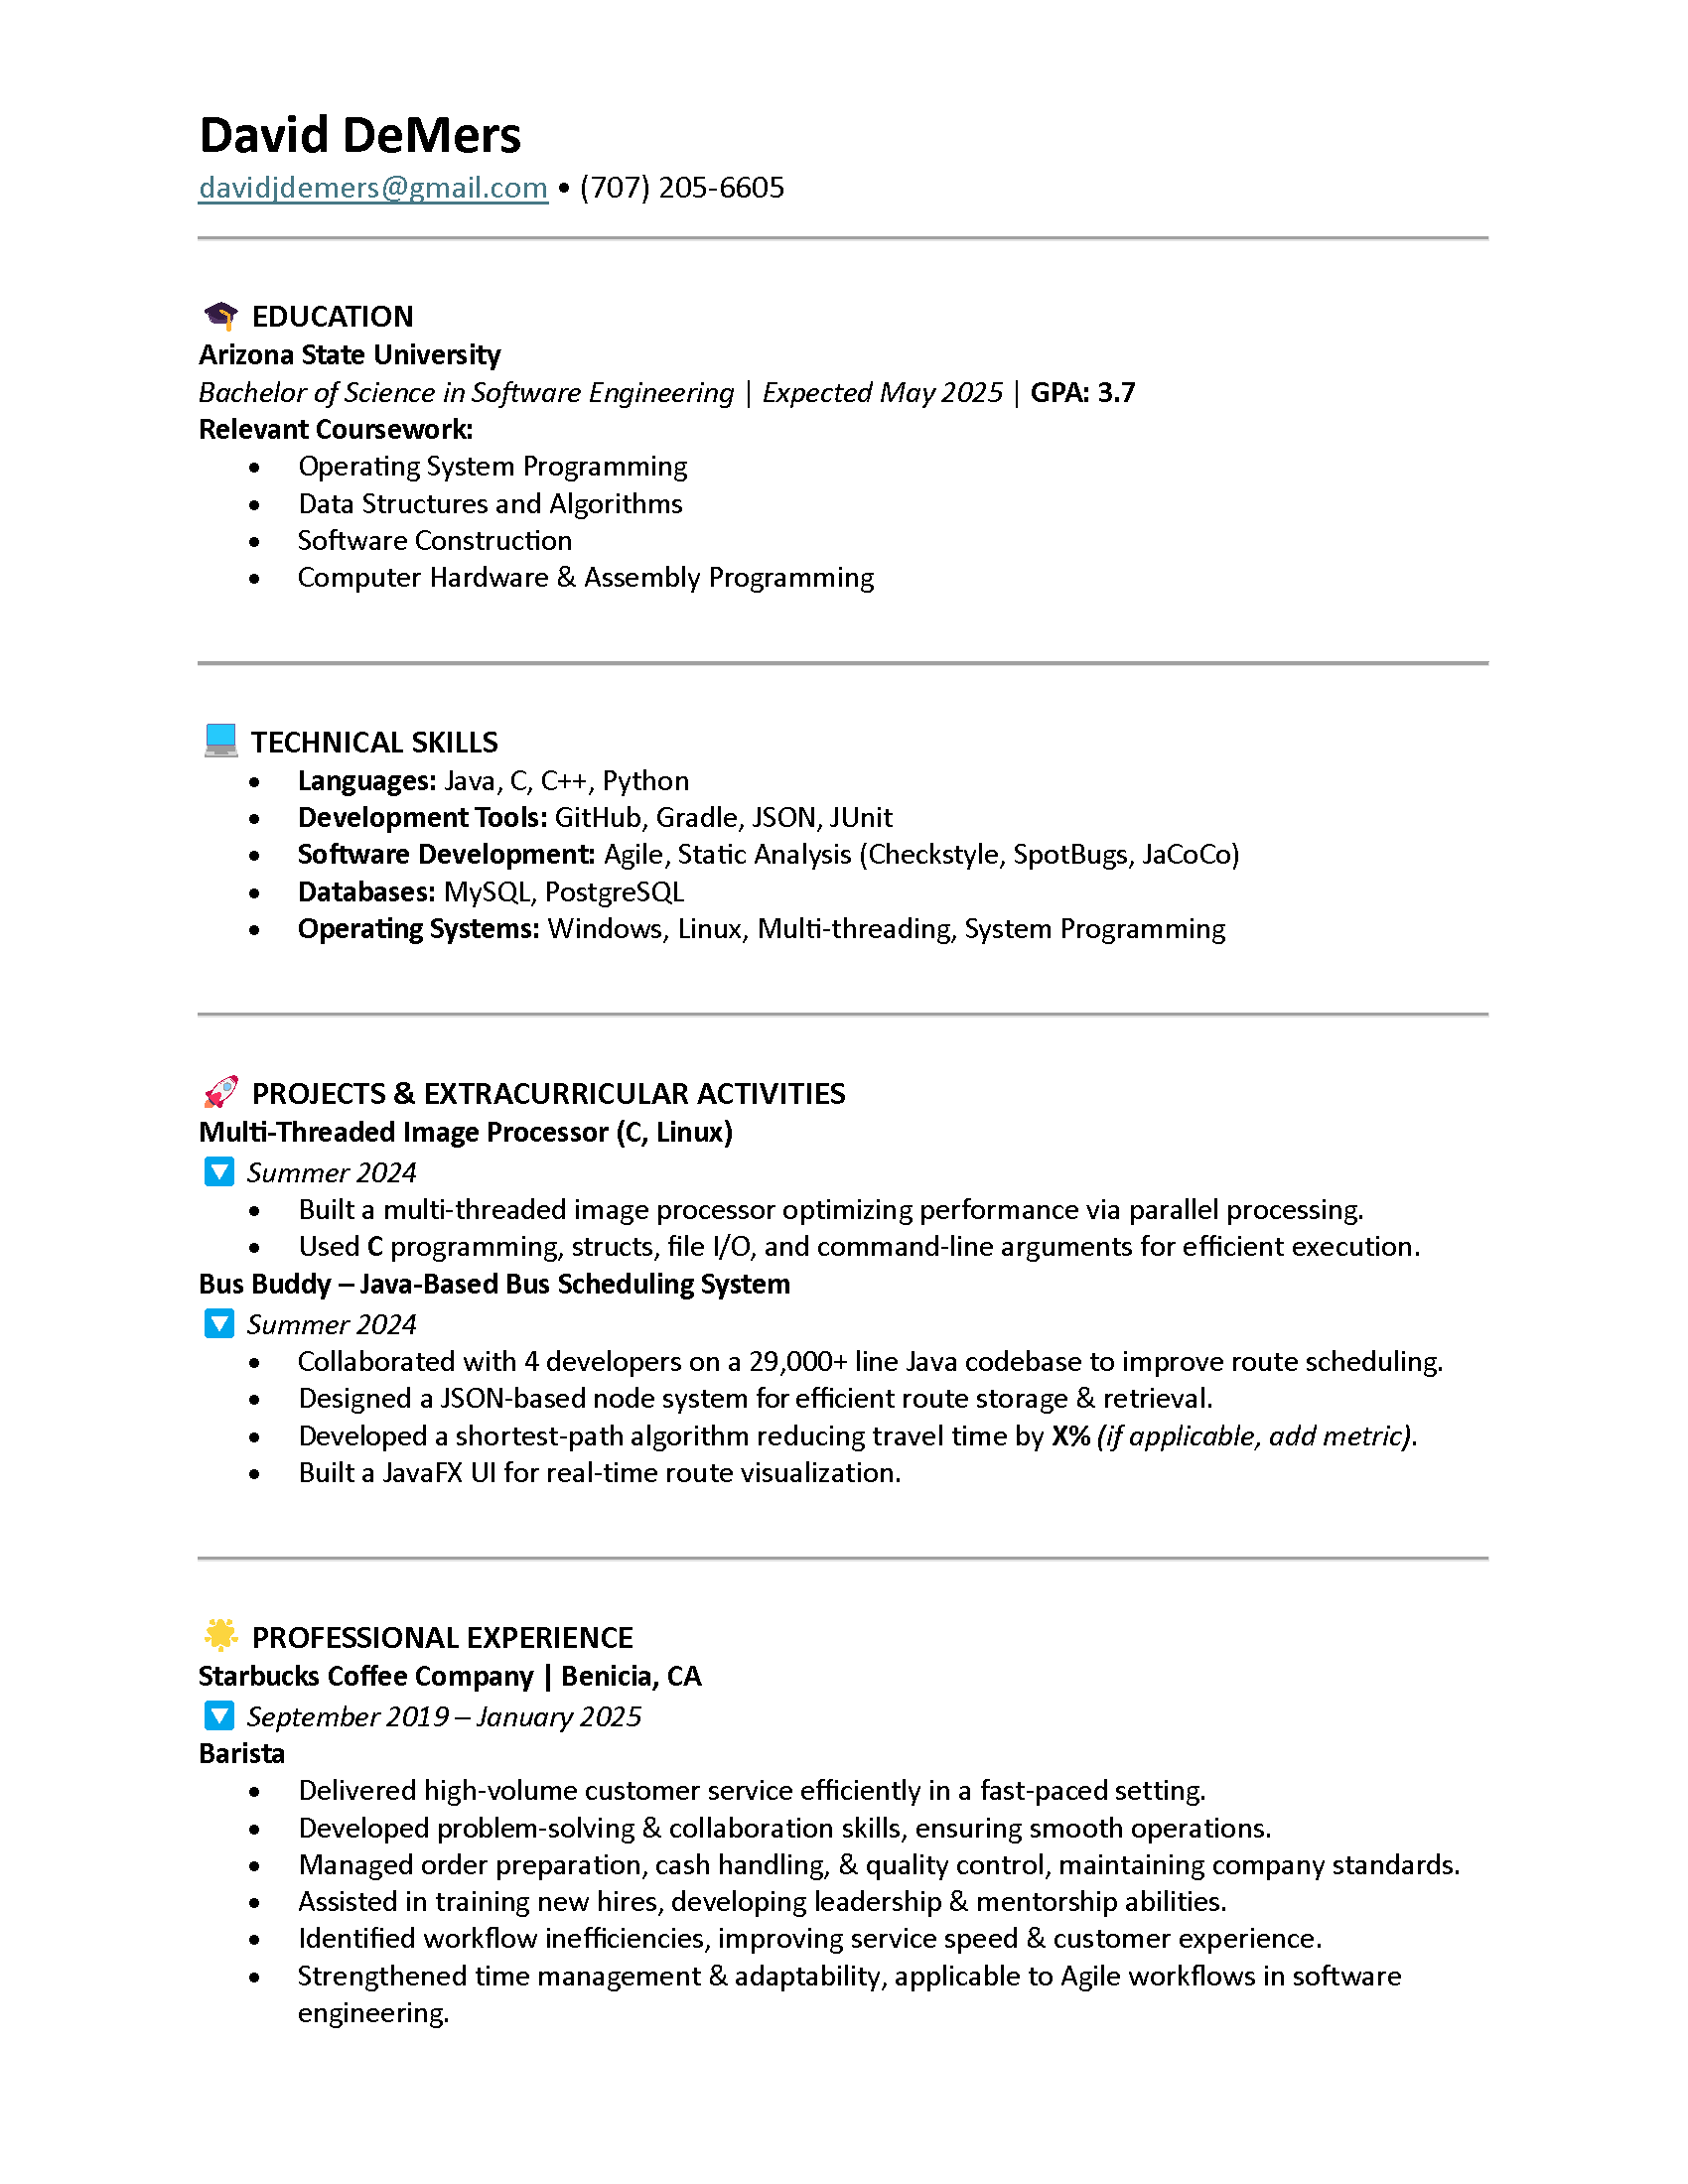 David DeMers
davidjdemers@gmail.com • (707) 205-6605
🎓 EDUCATION
Arizona State University
Bachelor of Science in Software Engineering | Expected May 2025 | GPA: 3.7
Relevant Coursework:
• Operating System Programming
• Data Structures and Algorithms
• Software Construction
• Computer Hardware & Assembly Programming
💻 TECHNICAL SKILLS
• Languages: Java, C, C++, Python
• Development Tools: GitHub, Gradle, JSON, JUnit
• Software Development: Agile, Static Analysis (Checkstyle, SpotBugs, JaCoCo)
• Databases: MySQL, PostgreSQL
• Operating Systems: Windows, Linux, Multi-threading, System Programming
🚀 PROJECTS & EXTRACURRICULAR ACTIVITIES
Multi-Threaded Image Processor (C, Linux)
🔽 Summer 2024
• Built a multi-threaded image processor optimizing performance via parallel processing.
• Used C programming, structs, file I/O, and command-line arguments for efficient execution.
Bus Buddy – Java-Based Bus Scheduling System
🔽 Summer 2024
• Collaborated with 4 developers on a 29,000+ line Java codebase to improve route scheduling.
• Designed a JSON-based node system for efficient route storage & retrieval.
• Developed a shortest-path algorithm reducing travel time by X% (if applicable, add metric).
• Built a JavaFX UI for real-time route visualization.
🌟 PROFESSIONAL EXPERIENCE
Starbucks Coffee Company | Benicia, CA
🔽 September 2019 – January 2025
Barista
• Delivered high-volume customer service efficiently in a fast-paced setting.
• Developed problem-solving & collaboration skills, ensuring smooth operations.
• Managed order preparation, cash handling, & quality control, maintaining company standards.
• Assisted in training new hires, developing leadership & mentorship abilities.
• Identified workflow inefficiencies, improving service speed & customer experience.
• Strengthened time management & adaptability, applicable to Agile workflows in software
engineering.